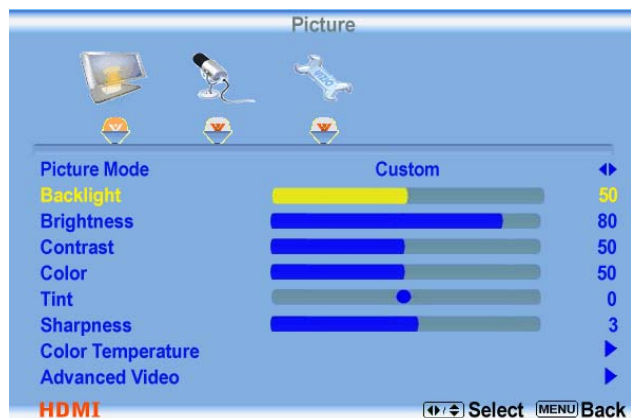 Picture
VIZIO
Picture Mode Custom
Backlight 50
Brightness 80
Contrast 50
Color 50
Tint 0
Sharpness 3
Color Temperature
Advanced Video
HDMI Select MENU Back